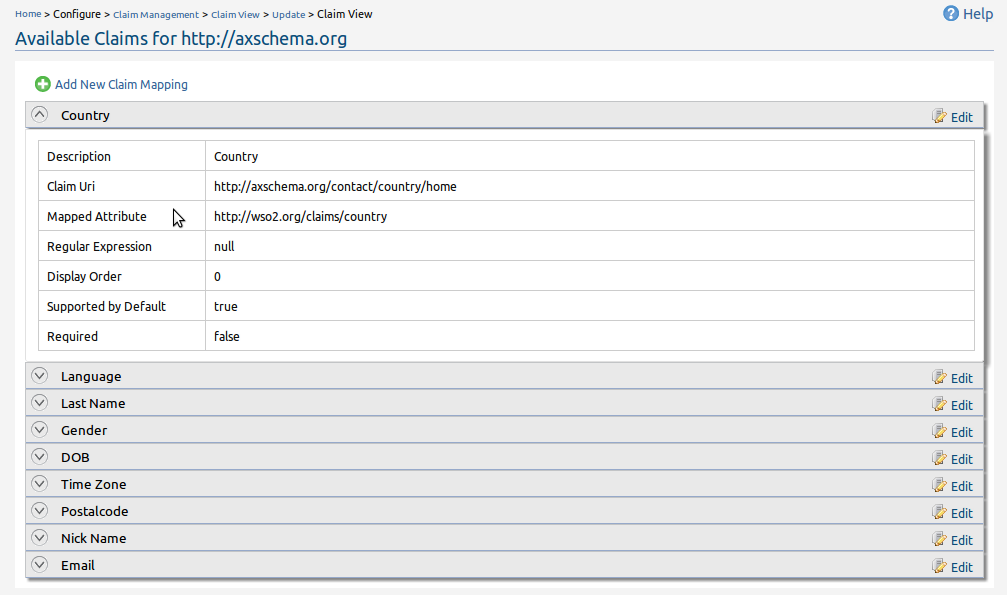 Home > Configure > Claim Management > Claim View > Update > Claim View
Help
Available Claims for http://axschema.org
Add New Claim Mapping
Country Edit
Description Country
Claim Uri http://axschema.org/contact/country/home
Mapped Attribute http://wso2.org/claims/country
Regular Expression null
Display Order 0
Supported by Default true
Required false
Language Edit
Last Name Edit
Gender Edit
DOB Edit
Time Zone Edit
Postalcode Edit
Nick Name Edit
Email Edit